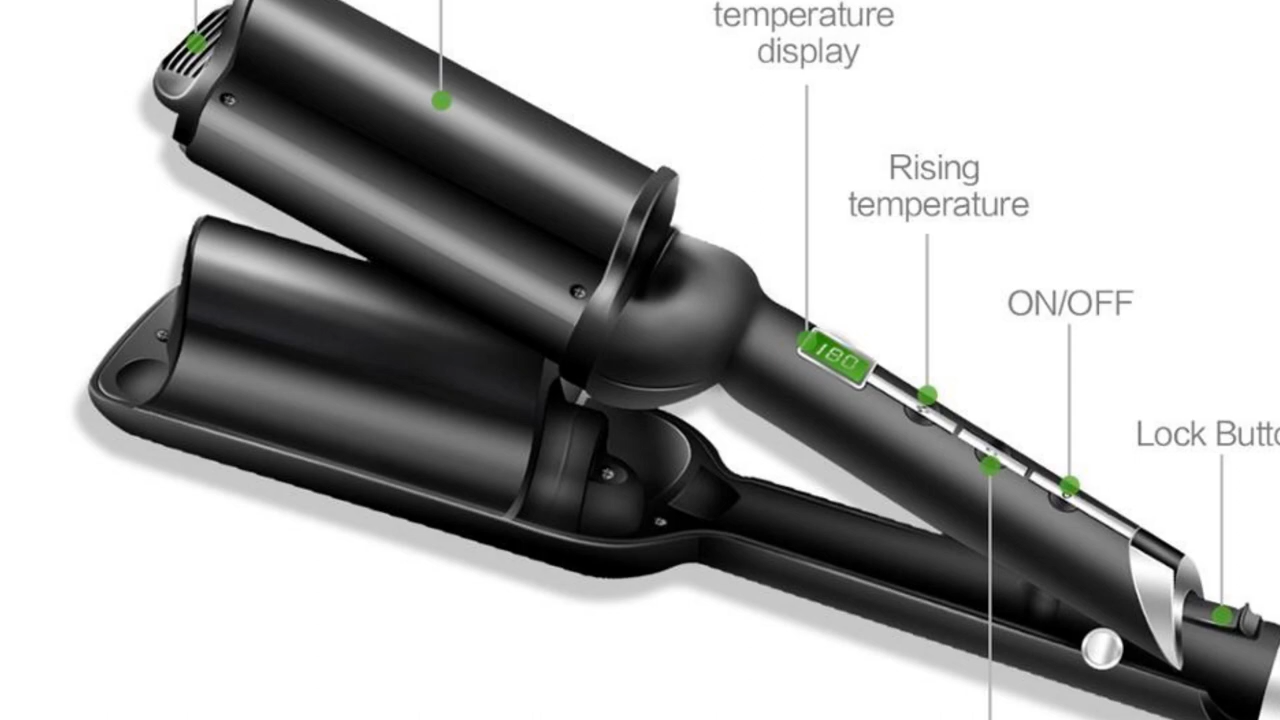 temperature
display
Rising
temperature
ON/OFF
180
Lock Butto